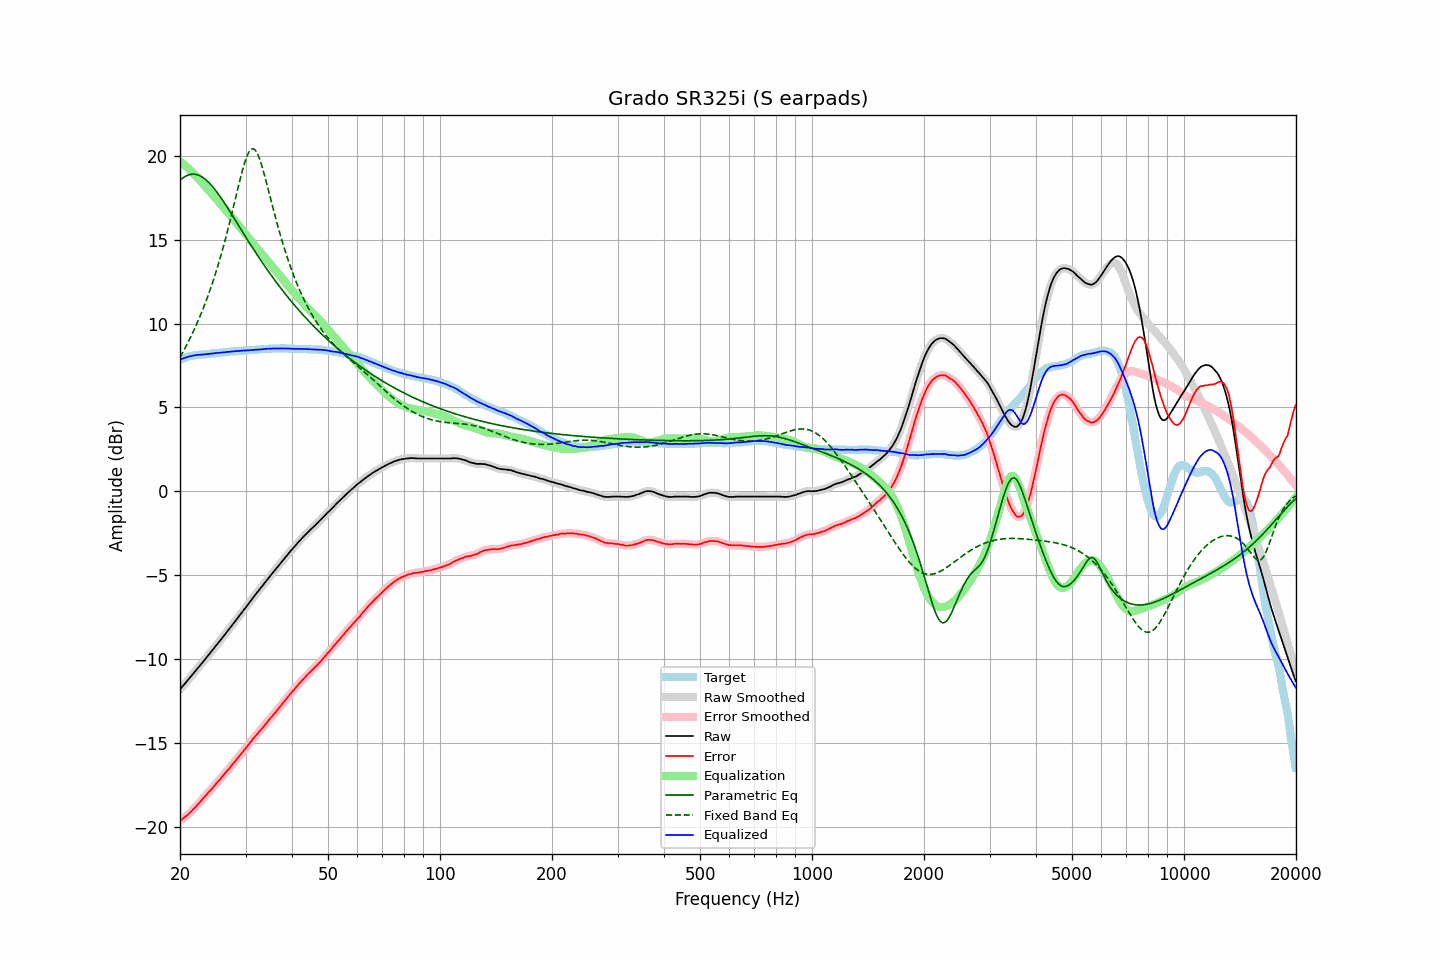 Grado SR325i (S earpads)
Amplitude (dBr)
20
15
10
5
0
−5
−10
−15
−20
Target
Raw Smoothed
Error Smoothed
Raw
Error
Equalization
Parametric Eq
Fixed Band Eq
Equalized
20 50 100 200 500 1000 2000 5000 10000 20000
Frequency (Hz)